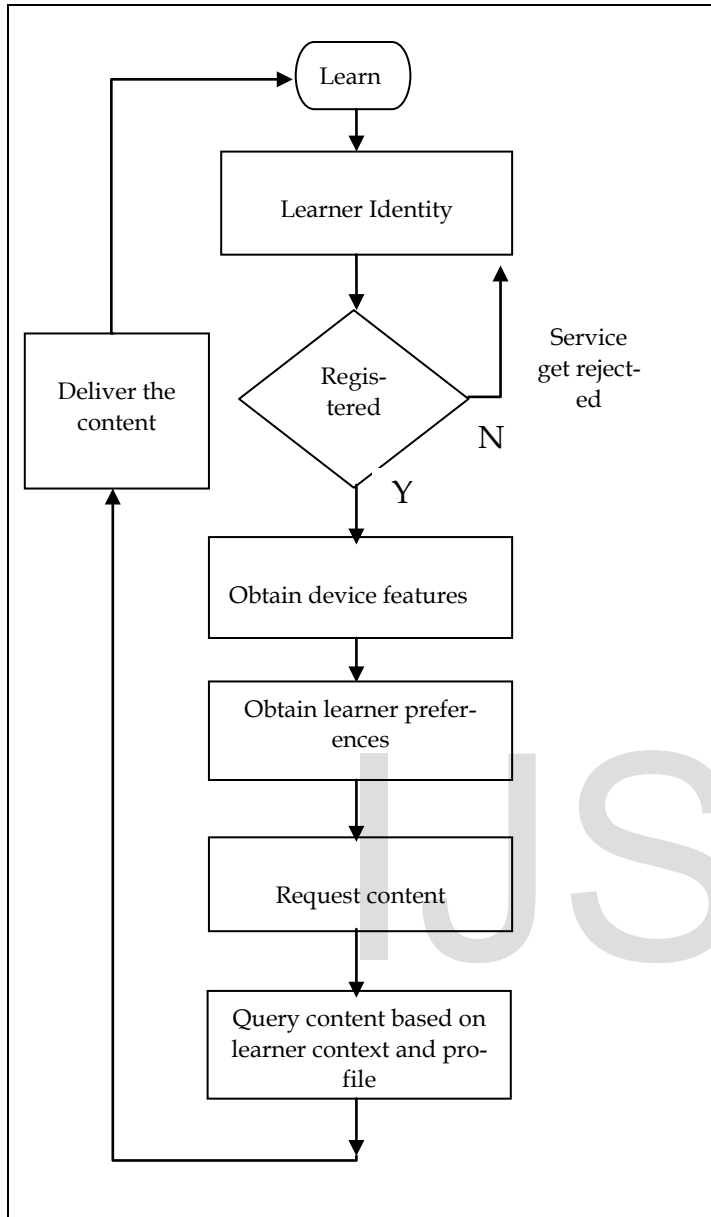 Learn
Learner Identity
Regis-
tered
N
Service
get reject-
ed
Y
Deliver the
content
Obtain device features
Obtain learner prefer-
ences
Request content
Query content based on
learner context and pro-
file
IJS